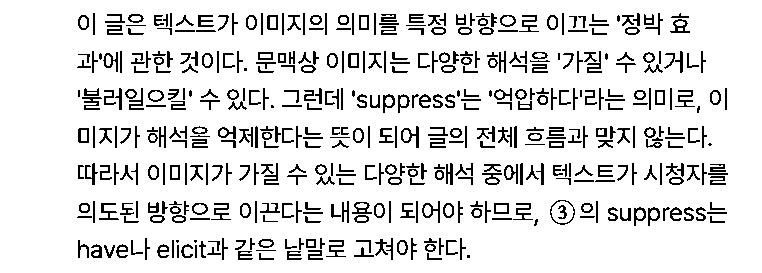 이 글은 텍스트가 이미지의 의미를 특정 방향으로 이끄는 '정박 효
과'에 관한 것이다. 문맥상 이미지는 다양한 해석을 '가질' 수 있거나
'불러일으킬' 수 있다. 그런데 'suppress'는 '억압하다'라는 의미로, 이
미지가 해석을 억제한다는 뜻이 되어 글의 전체 흐름과 맞지 않는다.
따라서 이미지가 가질 수 있는 다양한 해석 중에서 텍스트가 시청자를
의도된 방향으로 이끈다는 내용이 되어야 하므로, ③의 suppress는
have나 elicit과 같은 낱말로 고쳐야 한다.